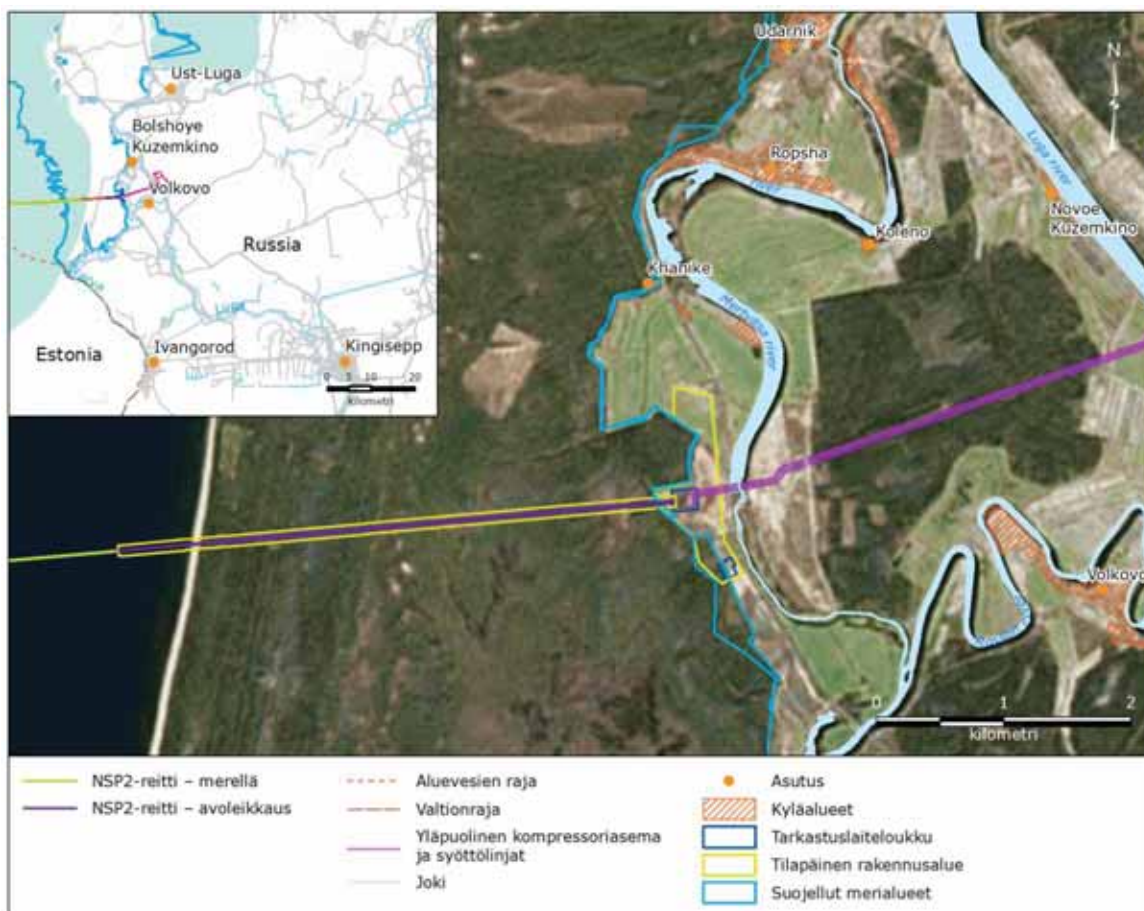 Ust-Luga
Bolshoye
Kuzemkino
Volkovo
Russia
Estonia
Ivangorod
Kingisepp
0 5 10 20
kilometri
Udarnik
N
Ropsha
river
Luga river
Koleno
Novoe
Kuzemkino
Khanike
river
Volkovo
0 1 2
kilometri
NSP2-reitti – merellä
NSP2-reitti – avoleikkaus
Aluevesien raja
Valtionraja
Yläpuolinen kompressoriasema
ja syöttölinjat
Joki
Asutus
Kyläalueet
Tarkastuslaiteloukku
Tilapäinen rakennusalue
Suojellut merialueet